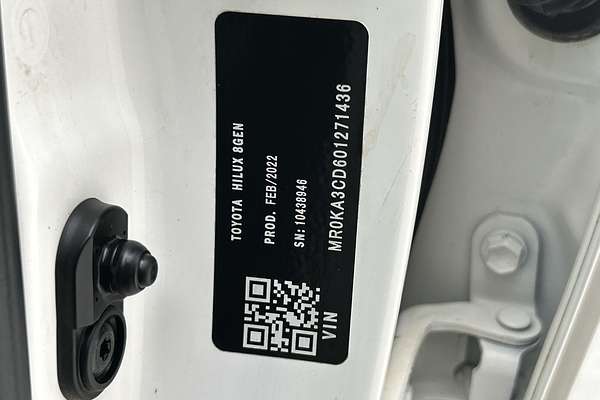 TOYOTA HILUX 8GEN
PROD. FEB/2022
SN:10438946
MR0KA3CD601271436
VIN